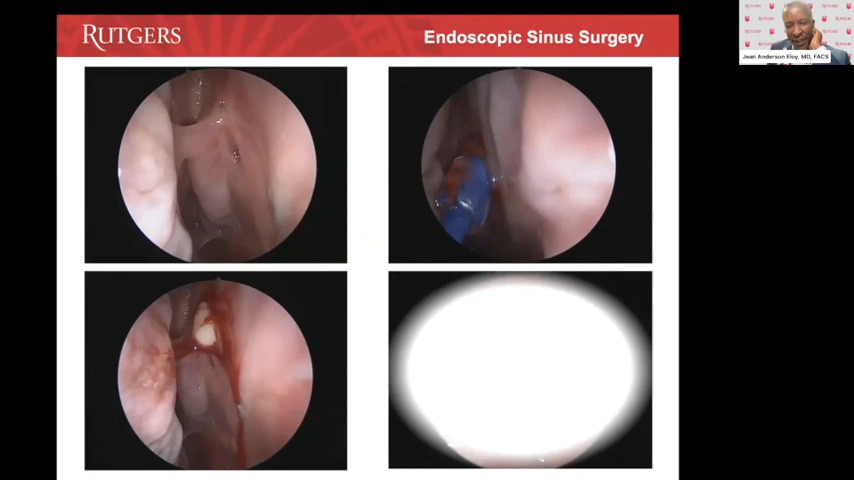 RUTGERS
Endoscopic Sinus Surgery
Jean Anderson Eloy, MD, FACS